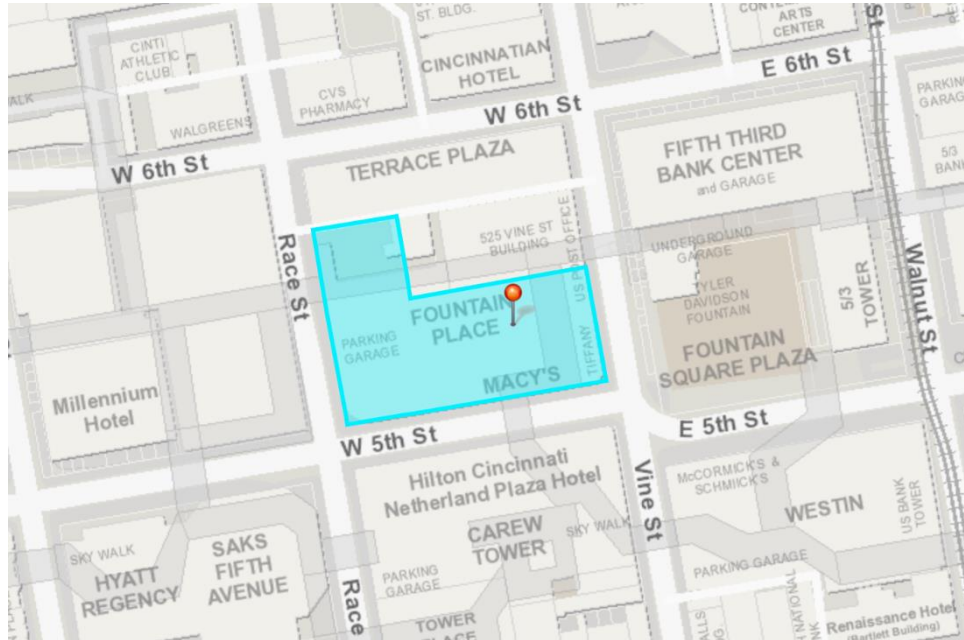 ST. BLDG.
ARTS
CENTER
St
CINTI
ATHLETIC
CLUB
CINCINNATIAN
HOTEL
E 6th St
CVS
PHARMACY
WALGREENS
W 6th St
W 6th St
PARKING
GARAGE
FIFTH THIRD
BANK CENTER
and GARAGE
5/3
TERRACE PLAZA
525 VINE ST
BUILDING
US POST OFFICE
UNDERGROUND
GARAGE
Race St
Walnut St
TYLER
DAVIDSON
FOUNTAIN
5/3
TOWER
FOUNTAIN
PLACE
PARKING
GARAGE
TIFFANY
MACY'S
FOUNTAIN
SQUARE PLAZA
Millennium
Hotel
W 5th St
E 5th St
Hilton Cincinnati
Netherland Plaza Hotel
Vine St
McCORMICK'S &
SCHMIICK'S
WESTIN
US BANK
TOWER
CAREW
TOWER
SKY WALK
SKY WALK
HYATT
REGENCY
SAKS
FIFTH
AVENUE
PARKING
GARAGE
PARKING GARAGE
Race
TOWER
Renaissance Hotel
(Bartlett Building)